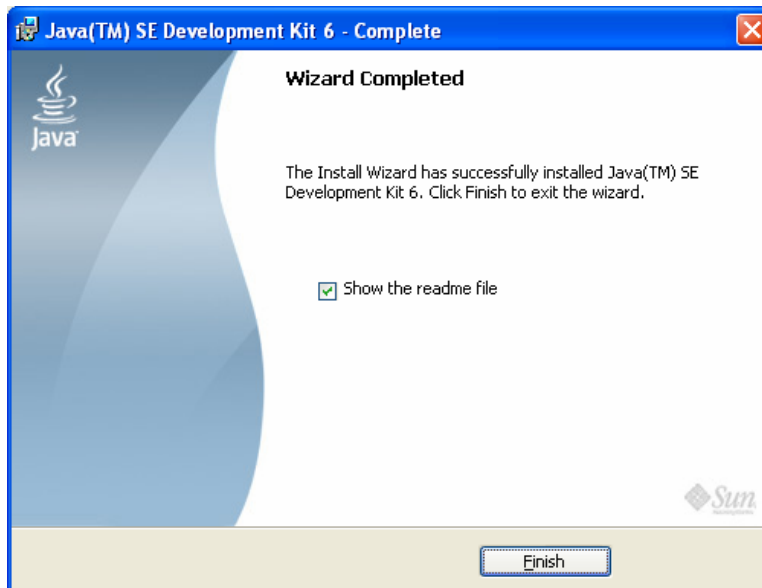 Java(TM) SE Development Kit 6 - Complete
Java
Wizard Completed
The Install Wizard has successfully installed Java(TM) SE
Development Kit 6. Click Finish to exit the wizard.
Show the readme file
Sun
Finish